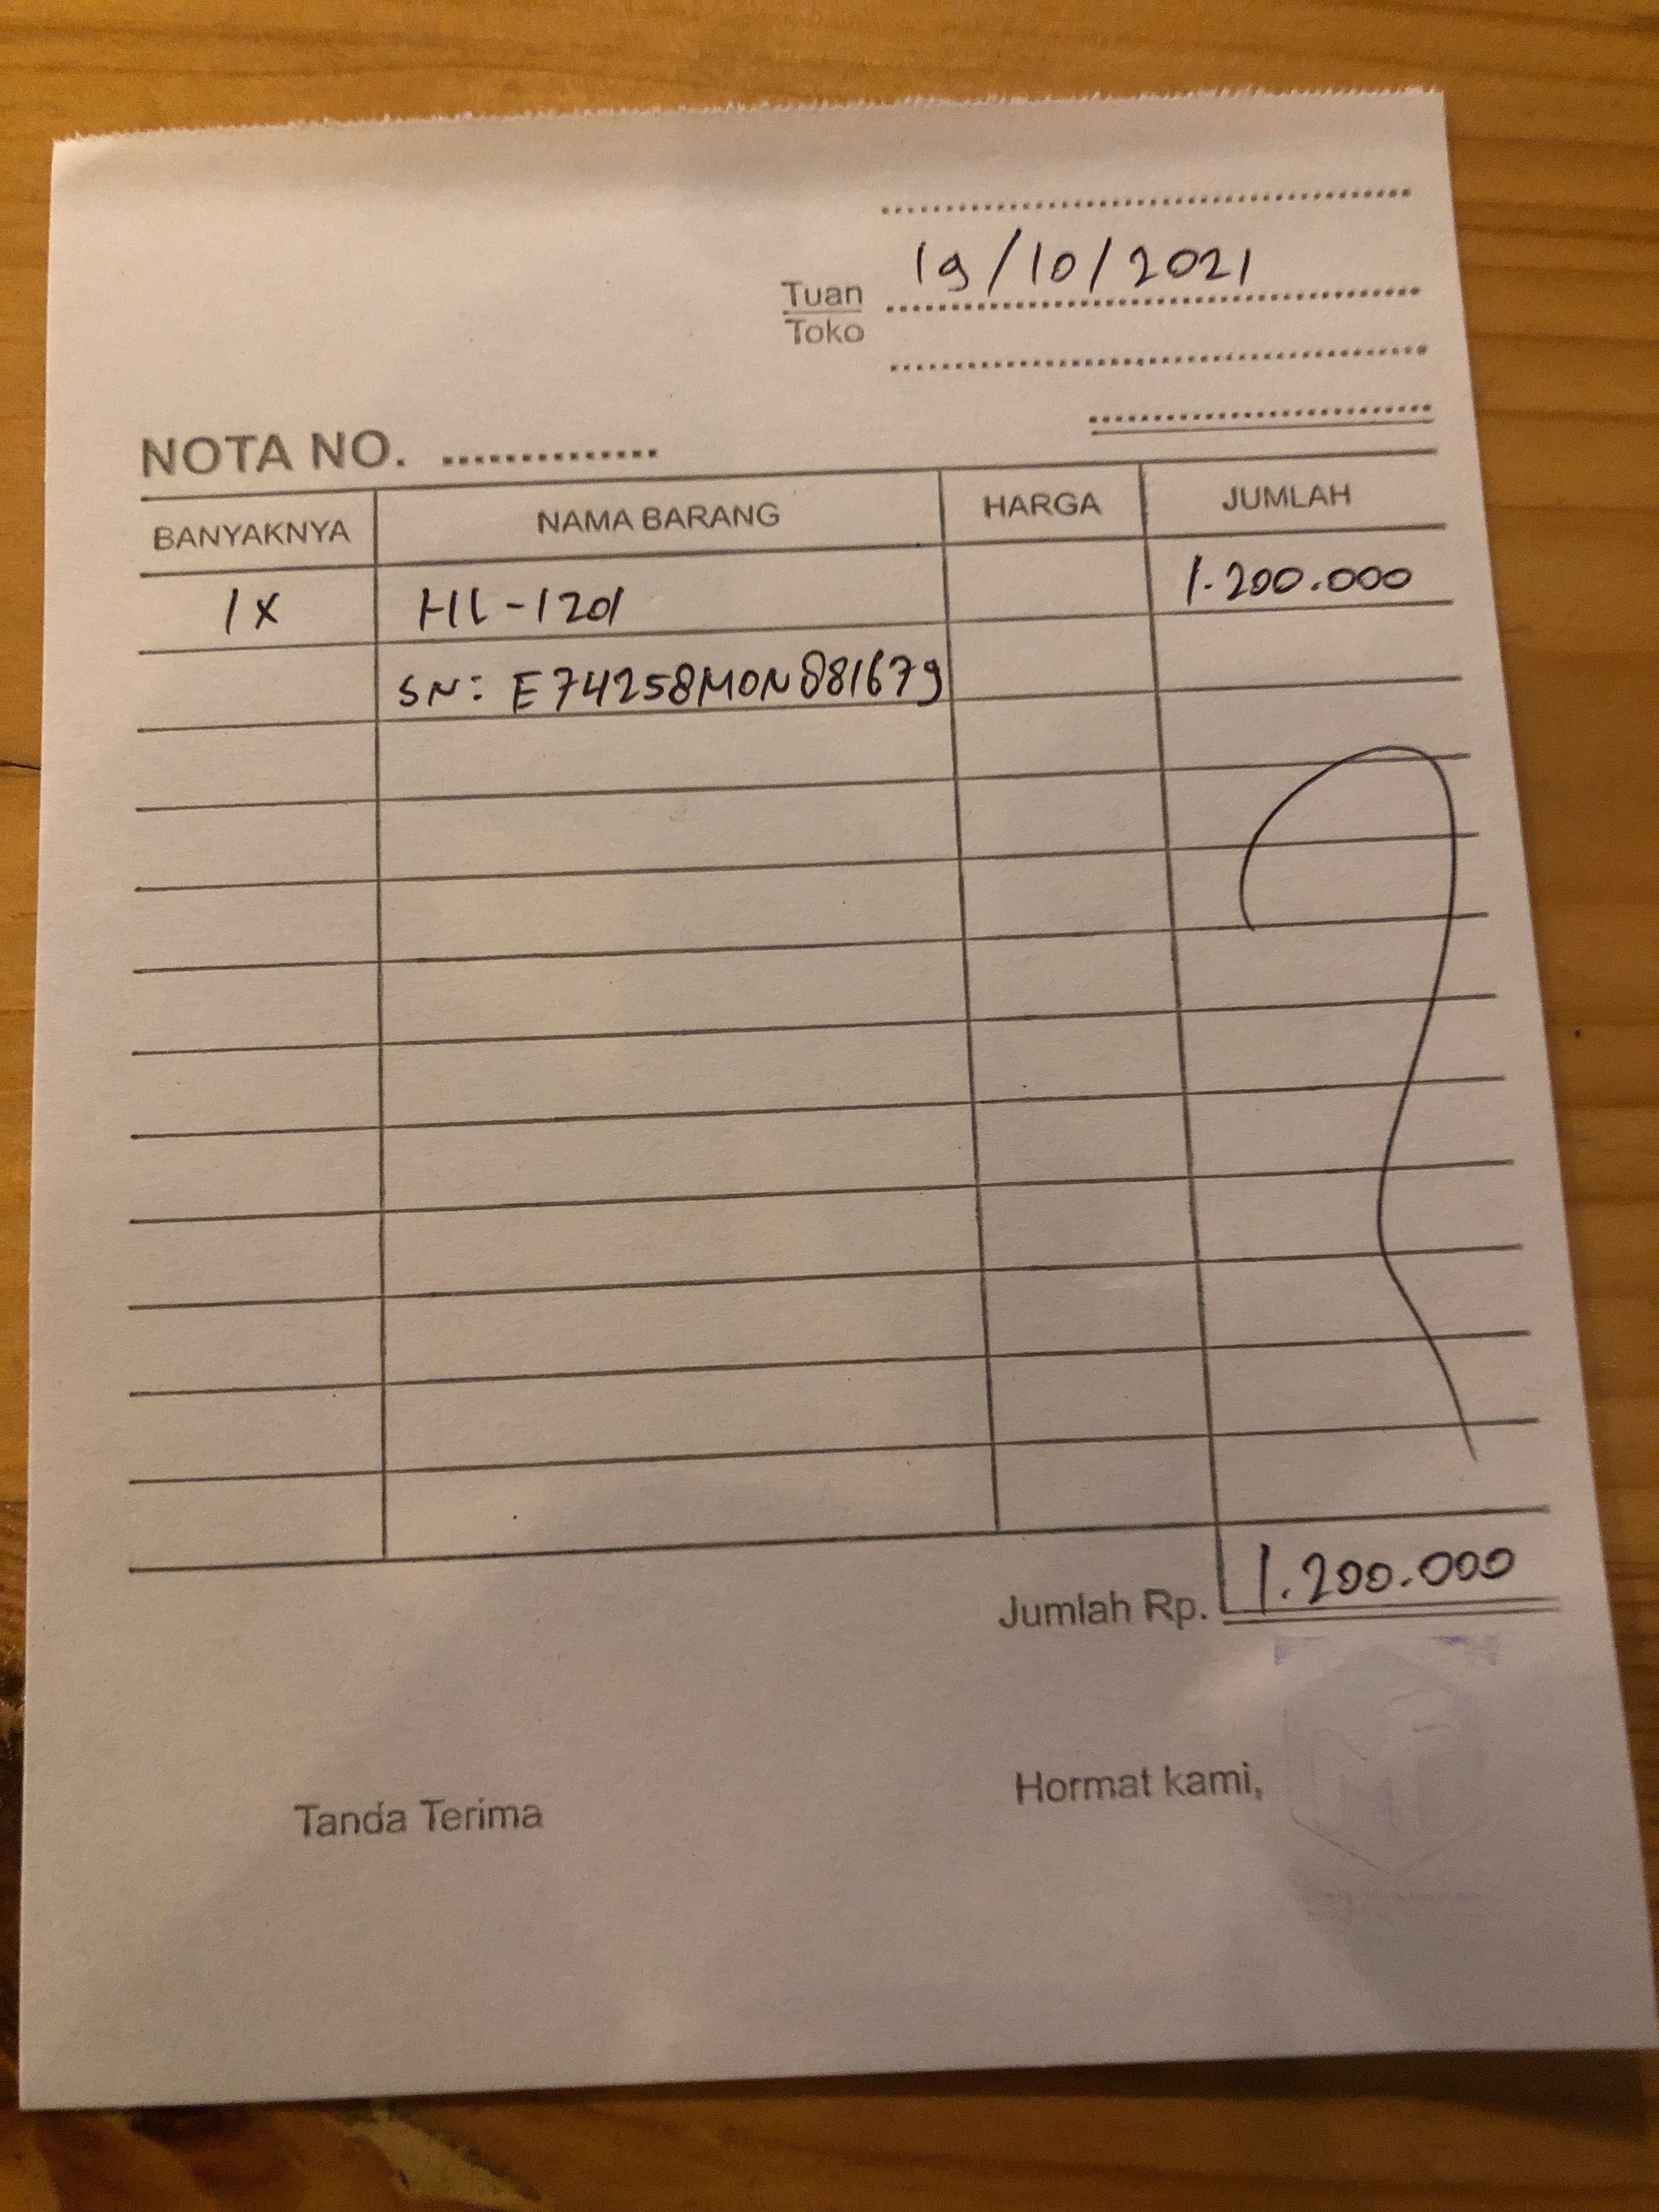 19/10/2021
Tuan
Toko
NOTA NO. ..............
BANYAKNYA NAMA BARANG HARGA JUMLAH
1X HL-1201 1.200.000
SN: E74258M0N881679
Jumlah Rp. 1.200.000
Tanda Terima Hormat kami,